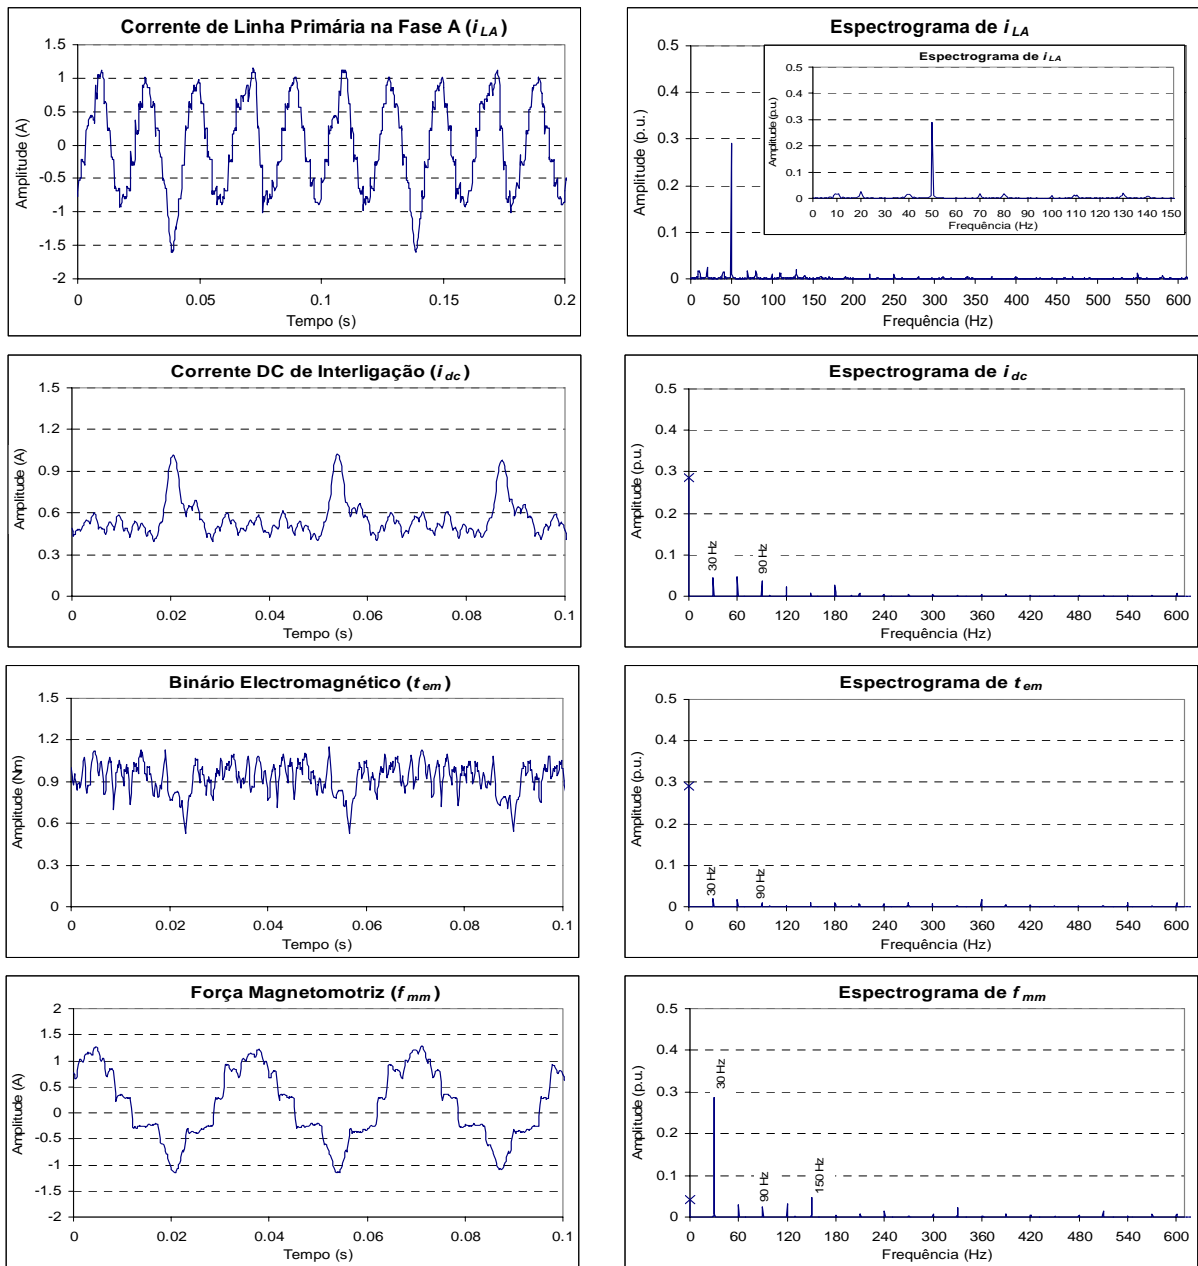 Corrente de Linha Primária na Fase A (i LA)
1.5
1
0.5
0
-0.5
-1
-1.5
-2
Amplitude (A)
0 0.05 0.1 0.15 0.2
Tempo (s)
Espectrograma de i LA
0.5
0.4
0.3
0.2
0.1
0
Amplitude (p.u.)
0 50 100 150 200 250 300 350 400 450 500 550 600
Frequência (Hz)
Espectrograma de i LA
0.5
0.4
0.3
0.2
0.1
0
Amplitude (p.u.)
0 10 20 30 40 50 60 70 80 90 100 110 120 130 140 150
Frequência (Hz)
Corrente DC de Interligação (i dc)
1.5
1.2
0.9
0.6
0.3
0
Amplitude (A)
0 0.02 0.04 0.06 0.08 0.1
Tempo (s)
Espectrograma de i dc
0.5
0.4
0.3
0.2
0.1
0
Amplitude (p.u.)
30 Hz
90 Hz
0 60 120 180 240 300 360 420 480 540 600
Frequência (Hz)
Binário Electromagnético (t em)
1.5
1.2
0.9
0.6
0.3
0
Amplitude (Nm)
0 0.02 0.04 0.06 0.08 0.1
Tempo (s)
Espectrograma de t em
0.5
0.4
0.3
0.2
0.1
0
Amplitude (p.u.)
30 Hz
90 Hz
0 60 120 180 240 300 360 420 480 540 600
Frequência (Hz)
Força Magnetomotriz (f mm)
2
1.5
1
0.5
0
-0.5
-1
-1.5
-2
Amplitude (A)
0 0.02 0.04 0.06 0.08 0.1
Tempo (s)
Espectrograma de f mm
0.5
0.4
0.3
0.2
0.1
0
Amplitude (p.u.)
30 Hz
90 Hz
150 Hz
0 60 120 180 240 300 360 420 480 540 600
Frequência (Hz)